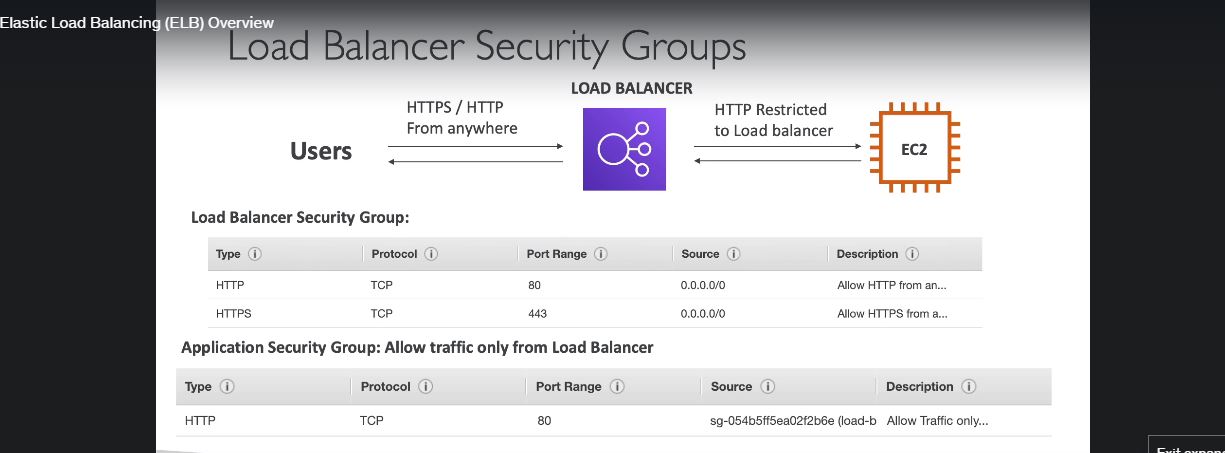 Elastic Load Balancing (ELB) Overview
Load Balancer Security Groups
LOAD BALANCER
HTTPS / HTTP
From anywhere
HTTP Restricted
to Load balancer
Users
EC2
Load Balancer Security Group:
Type Protocol Port Range Source Description
HTTP TCP 80 0.0.0.0/0 Allow HTTP from an...
HTTPS TCP 443 0.0.0.0/0 Allow HTTPS from a...
Application Security Group: Allow traffic only from Load Balancer
Type Protocol Port Range Source Description
HTTP TCP 80 sg-054b5ff5ea02f2b6e (load-b Allow Traffic only...